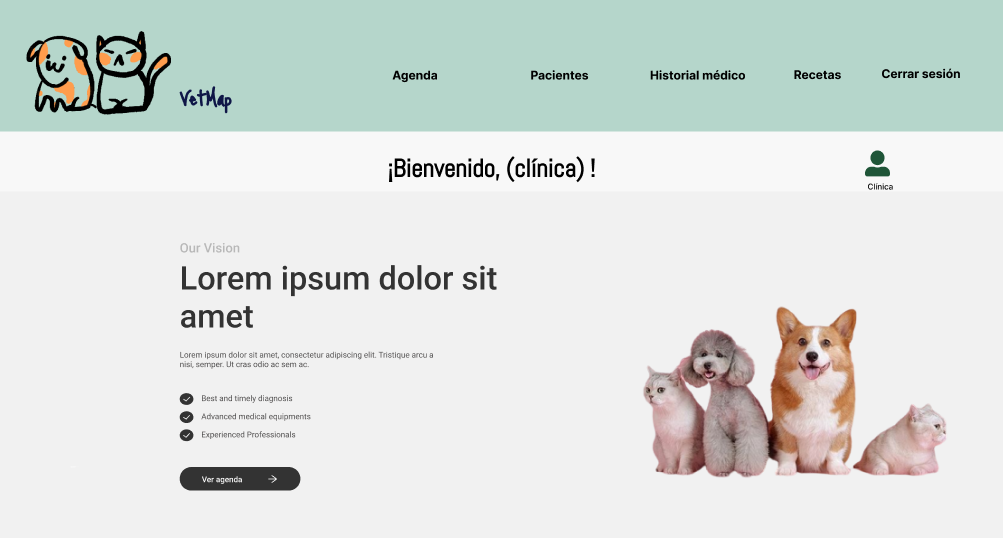 VetMap
Agenda
Pacientes
Historial médico
Recetas
Cerrar sesión
¡Bienvenido, (clínica) !
Clínica
Our Vision
Lorem ipsum dolor sit
amet
Lorem ipsum dolor sit amet, consectetur adipiscing elit. Tristique arcu a
nisi, semper. Ut cras odio ac sem ac.
Best and timely diagnosis
Advanced medical equipments
Experienced Professionals
Ver agenda